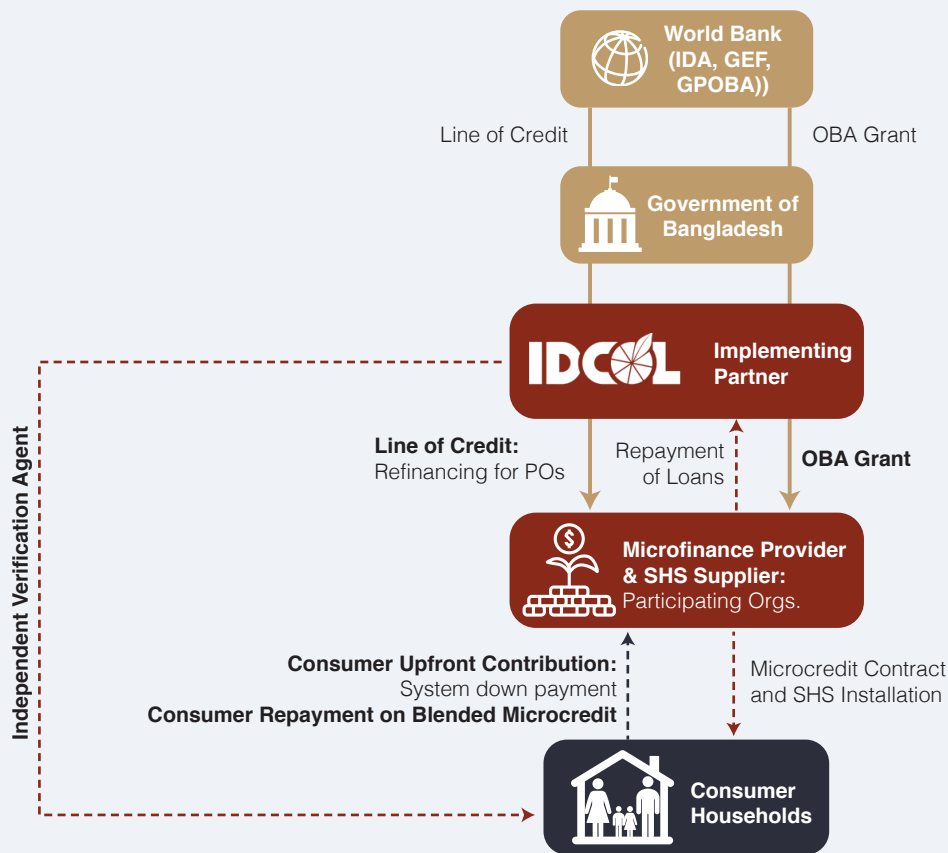 World Bank
(IDA, GEF,
GPOBA))
Line of Credit
OBA Grant
Government of
Bangladesh
IDCOL
Implementing
Partner
Independent Verification Agent
Line of Credit:
Refinancing for POs
Repayment
of Loans
OBA Grant
$
Microfinance Provider
& SHS Supplier:
Participating Orgs.
Consumer Upfront Contribution:
System down payment
Consumer Repayment on Blended Microcredit
Microcredit Contract
and SHS Installation
Consumer
Households